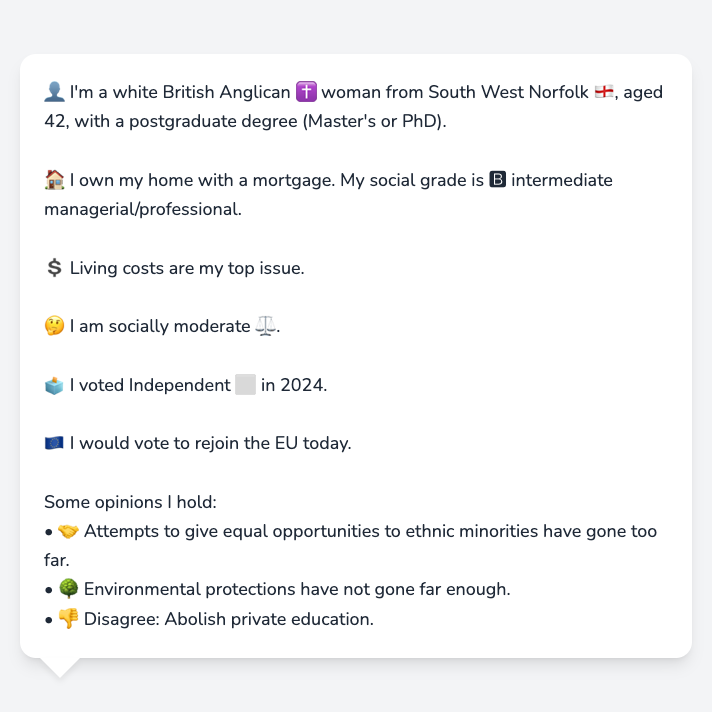 👤 I'm a white British Anglican ✝️ woman from South West Norfolk 🏴󠁧󠁢󠁥󠁮󠁧󠁿, aged
42, with a postgraduate degree (Master's or PhD).
🏠 I own my home with a mortgage. My social grade is 🅱 intermediate
managerial/professional.
💲 Living costs are my top issue.
🤔 I am socially moderate ⚖️.
🗳️ I voted Independent ⬜ in 2024.
🇪🇺 I would vote to rejoin the EU today.
Some opinions I hold:
• 🤝 Attempts to give equal opportunities to ethnic minorities have gone too
far.
• 🌳 Environmental protections have not gone far enough.
• 👎 Disagree: Abolish private education.